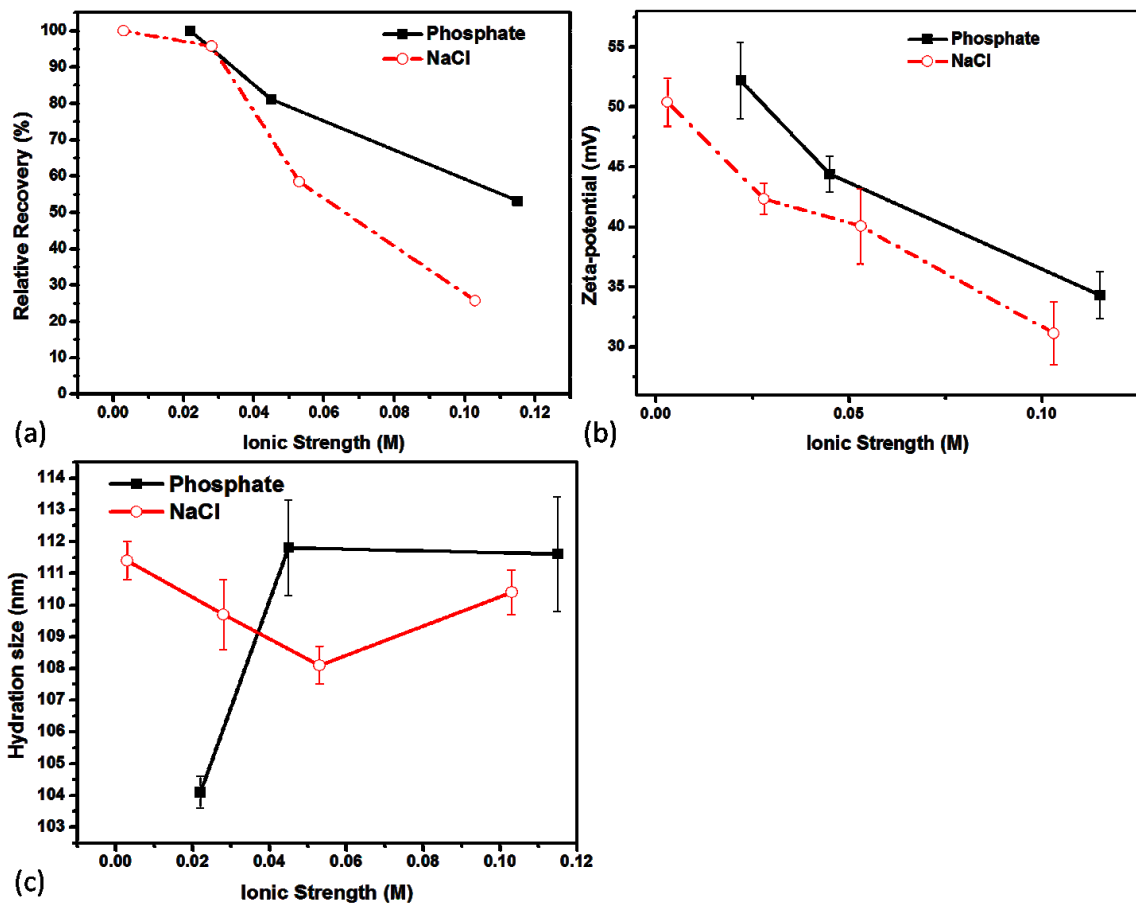 100
90
80
70
60
50
40
30
20
10
0
Relative Recovery (%)
Phosphate
NaCl
0.00 0.02 0.04 0.06 0.08 0.10 0.12
Ionic Strength (M)
(a)
55
50
45
40
35
30
Zeta-potential (mV)
Phosphate
NaCl
0.00 0.05 0.10
Ionic Strength (M)
(b)
114
113
112
111
110
109
108
107
106
105
104
103
Hydration size (nm)
Phosphate
NaCl
0.00 0.02 0.04 0.06 0.08 0.10 0.12
Ionic Strength (M)
(c)